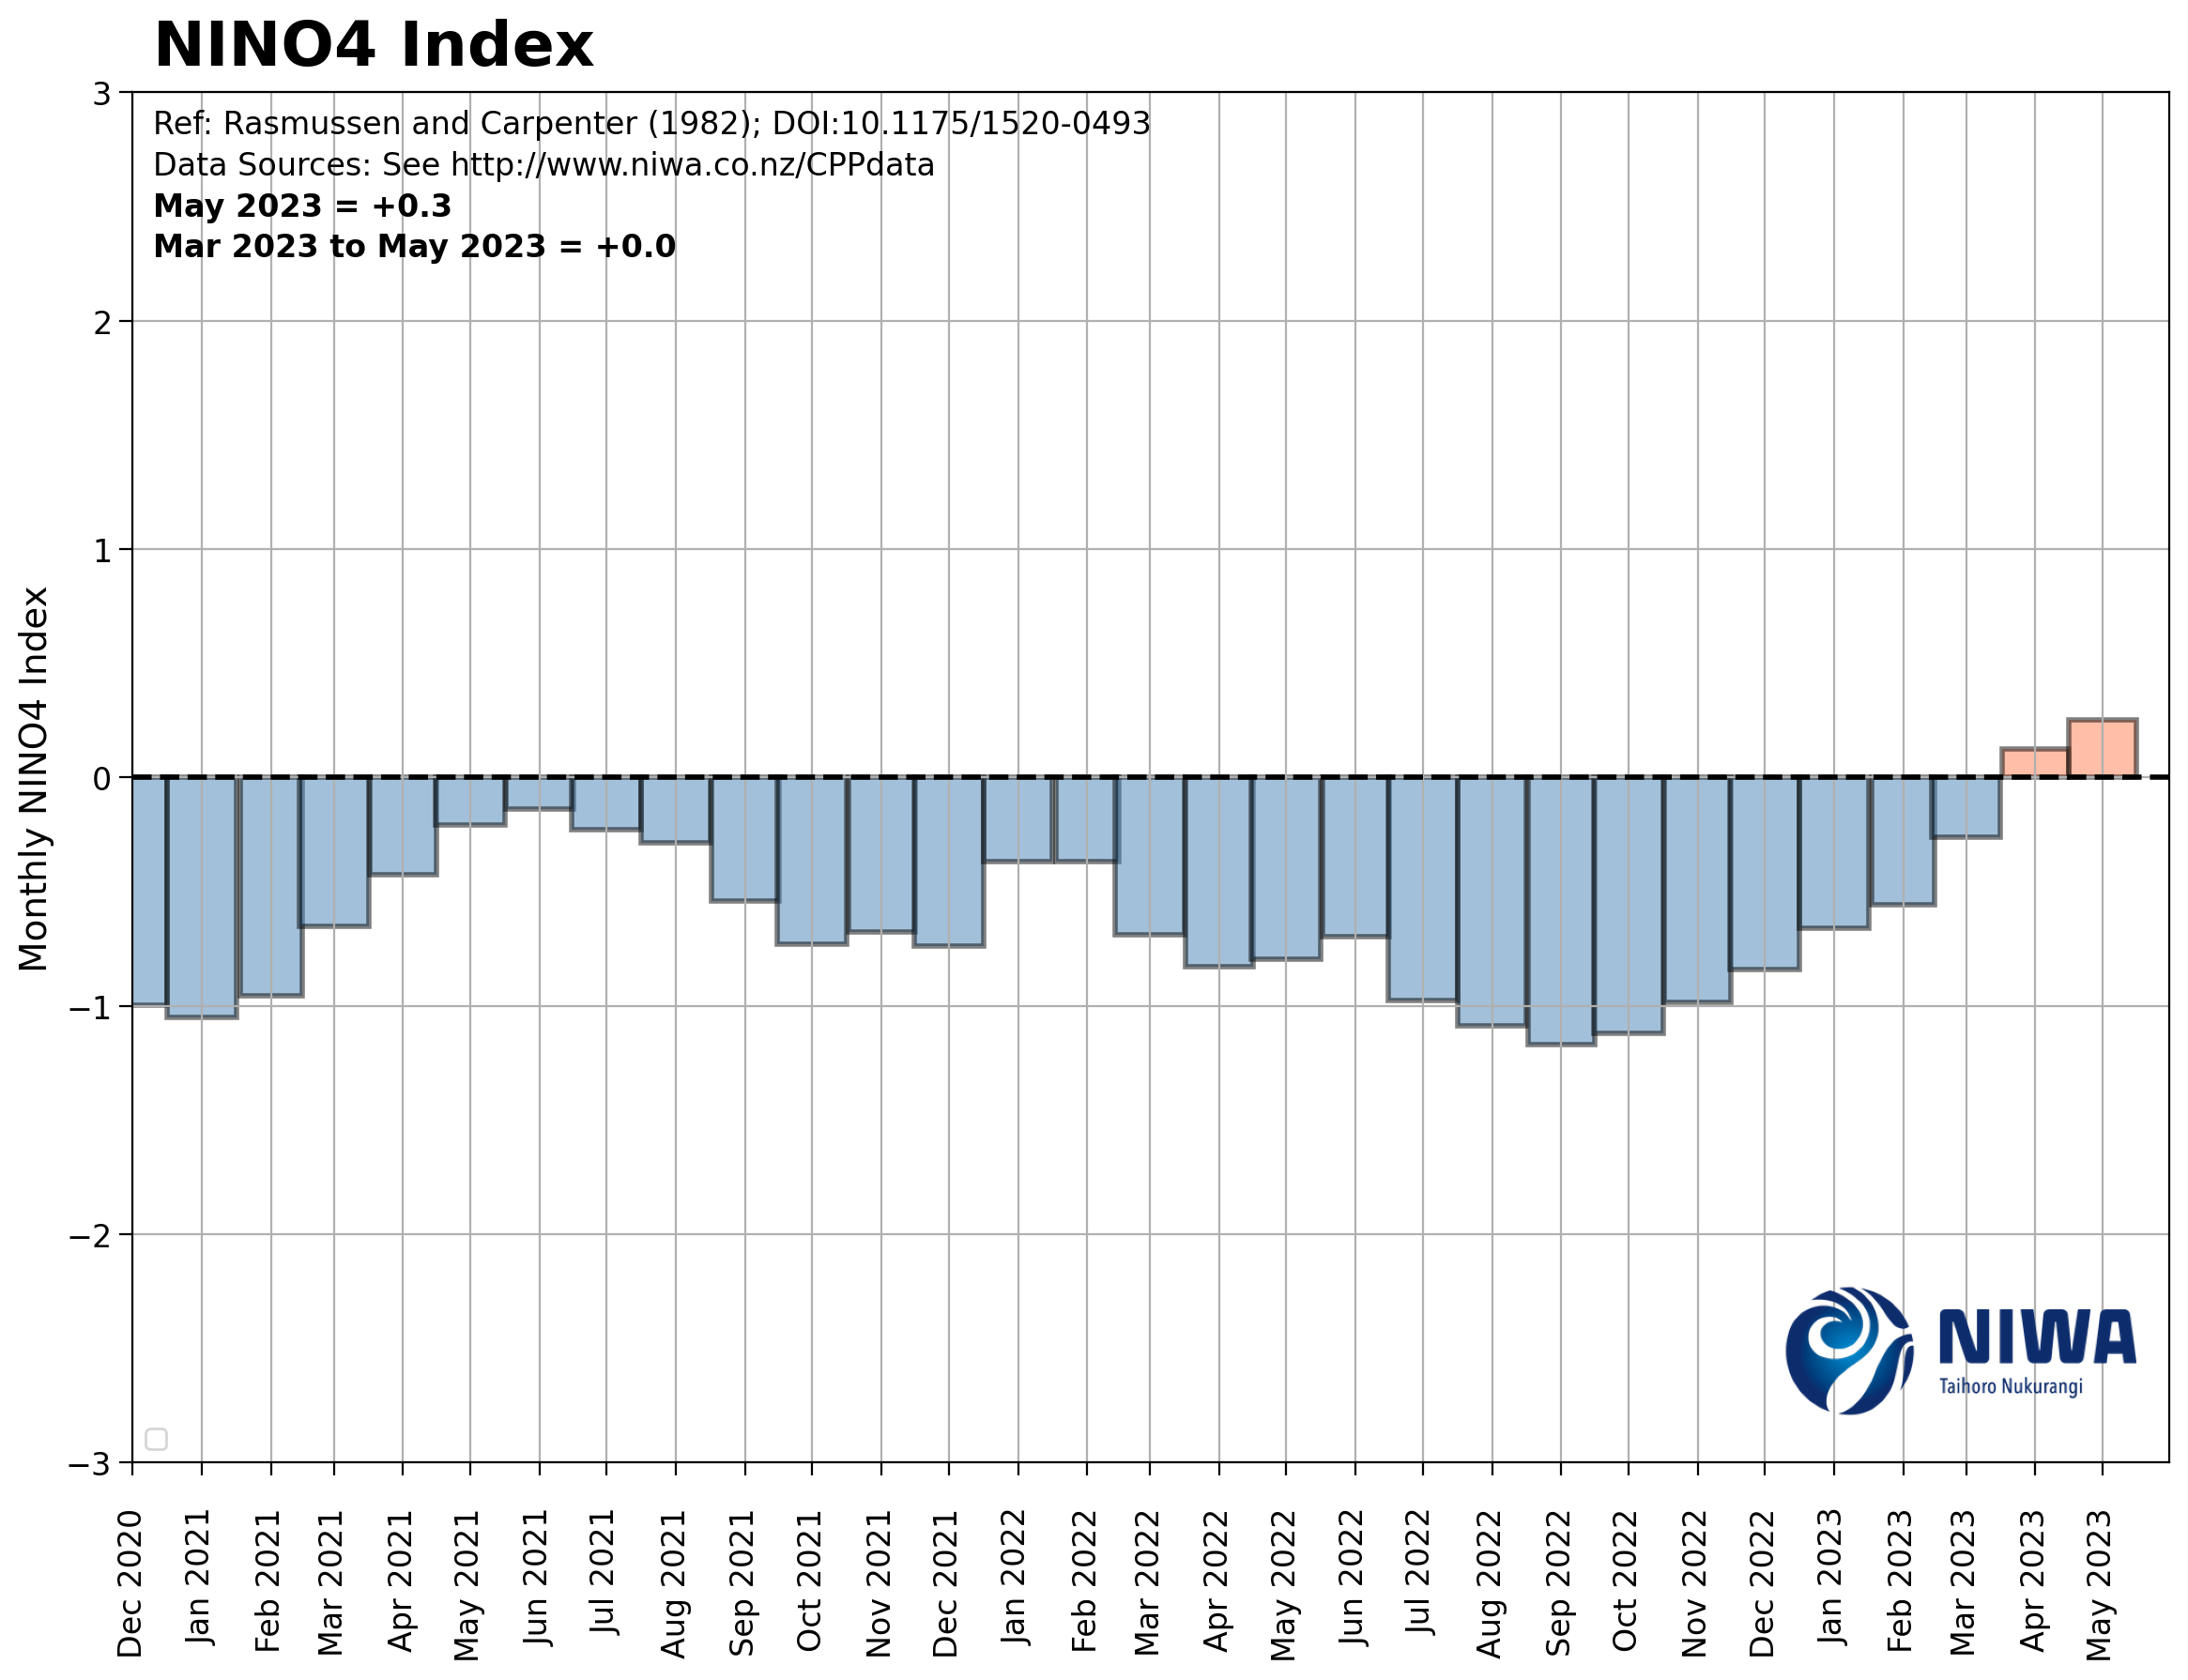 NINO4 Index
Ref: Rasmussen and Carpenter (1982); DOI:10.1175/1520-0493
Data Sources: See http://www.niwa.co.nz/CPPdata
May 2023 = +0.3
Mar 2023 to May 2023 = +0.0
Monthly NINO4 Index
3
2
1
0
−1
−2
−3
NIWA
Taihoro Nukurangi
Dec 2020
Jan 2021
Feb 2021
Mar 2021
Apr 2021
May 2021
Jun 2021
Jul 2021
Aug 2021
Sep 2021
Oct 2021
Nov 2021
Dec 2021
Jan 2022
Feb 2022
Mar 2022
Apr 2022
May 2022
Jun 2022
Jul 2022
Aug 2022
Sep 2022
Oct 2022
Nov 2022
Dec 2022
Jan 2023
Feb 2023
Mar 2023
Apr 2023
May 2023